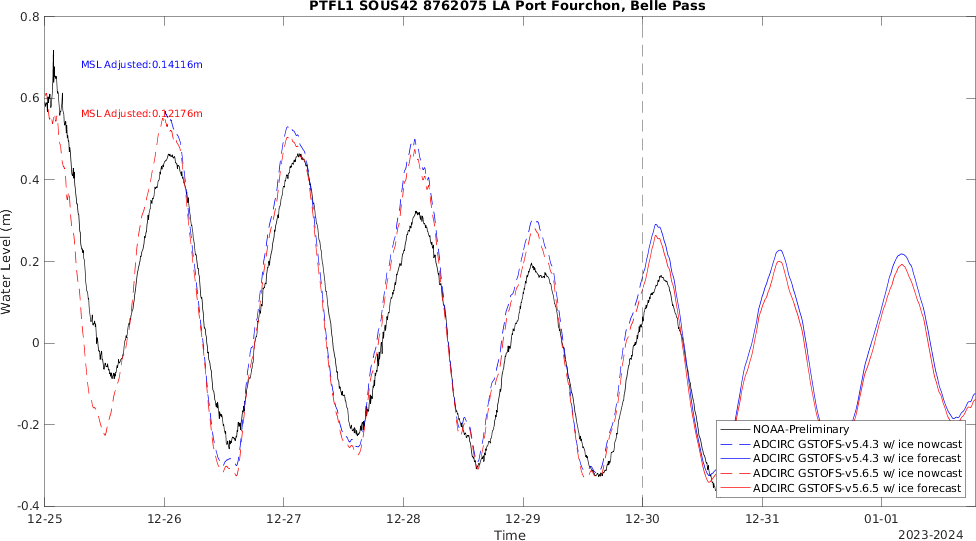 PTFL1 SOUS42 8762075 LA Port Fourchon, Belle Pass
0.8
MSL Adjusted:0.14116m
0.6
MSL Adjusted:0.12176m
0.4
0.2
Water Level (m)
0
-0.2
-0.4
NOAA-Preliminary
ADCIRC GSTOFS-v5.4.3 w/ ice nowcast
ADCIRC GSTOFS-v5.4.3 w/ ice forecast
ADCIRC GSTOFS-v5.6.5 w/ ice nowcast
ADCIRC GSTOFS-v5.6.5 w/ ice forecast
12-25 12-26 12-27 12-28 12-29 12-30 12-31 01-01
Time
2023-2024